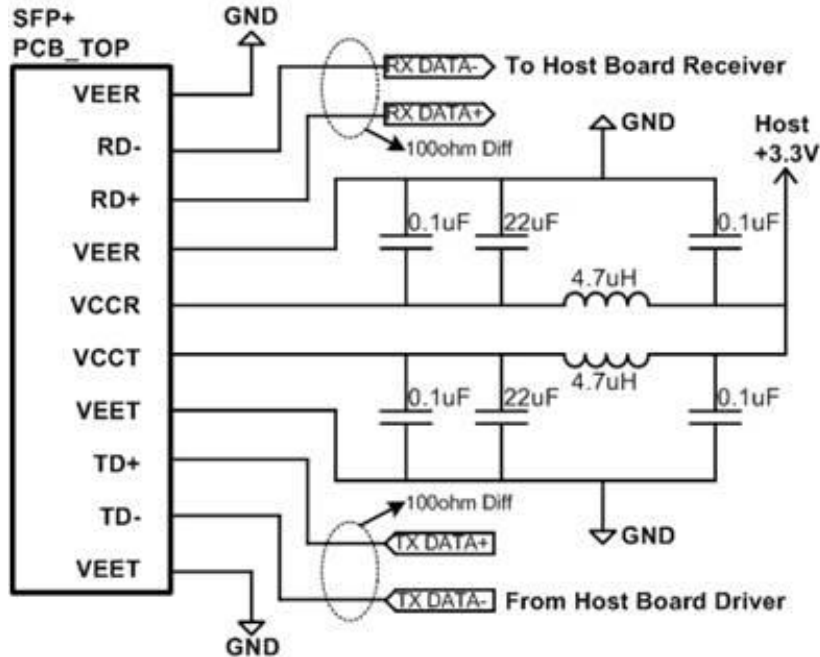 SFP+
PCB_TOP
GND
VEER
RD-
RD+
VEER
VCCR
VCCT
VEET
TD+
TD-
VEET
GND
RX DATA-
To Host Board Receiver
RX DATA+
100ohm Diff
GND
Host
+3.3V
0.1uF
22uF
0.1uF
4.7uH
4.7uH
0.1uF
22uF
0.1uF
100ohm Diff
TX DATA+
GND
TX DATA-
From Host Board Driver